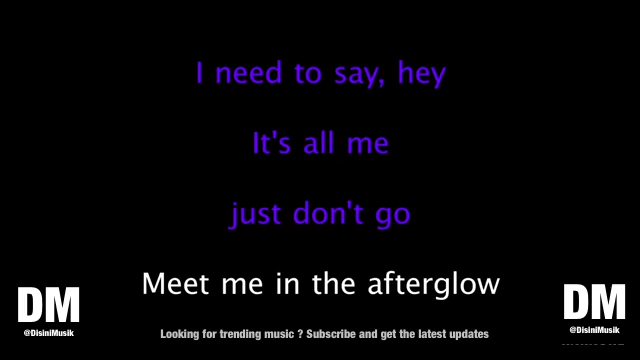 I need to say, hey
It's all me
just don't go
Meet me in the afterglow
DM
@DisiniMusik
DM
@DisiniMusik
Looking for trending music ? Subscribe and get the latest updates